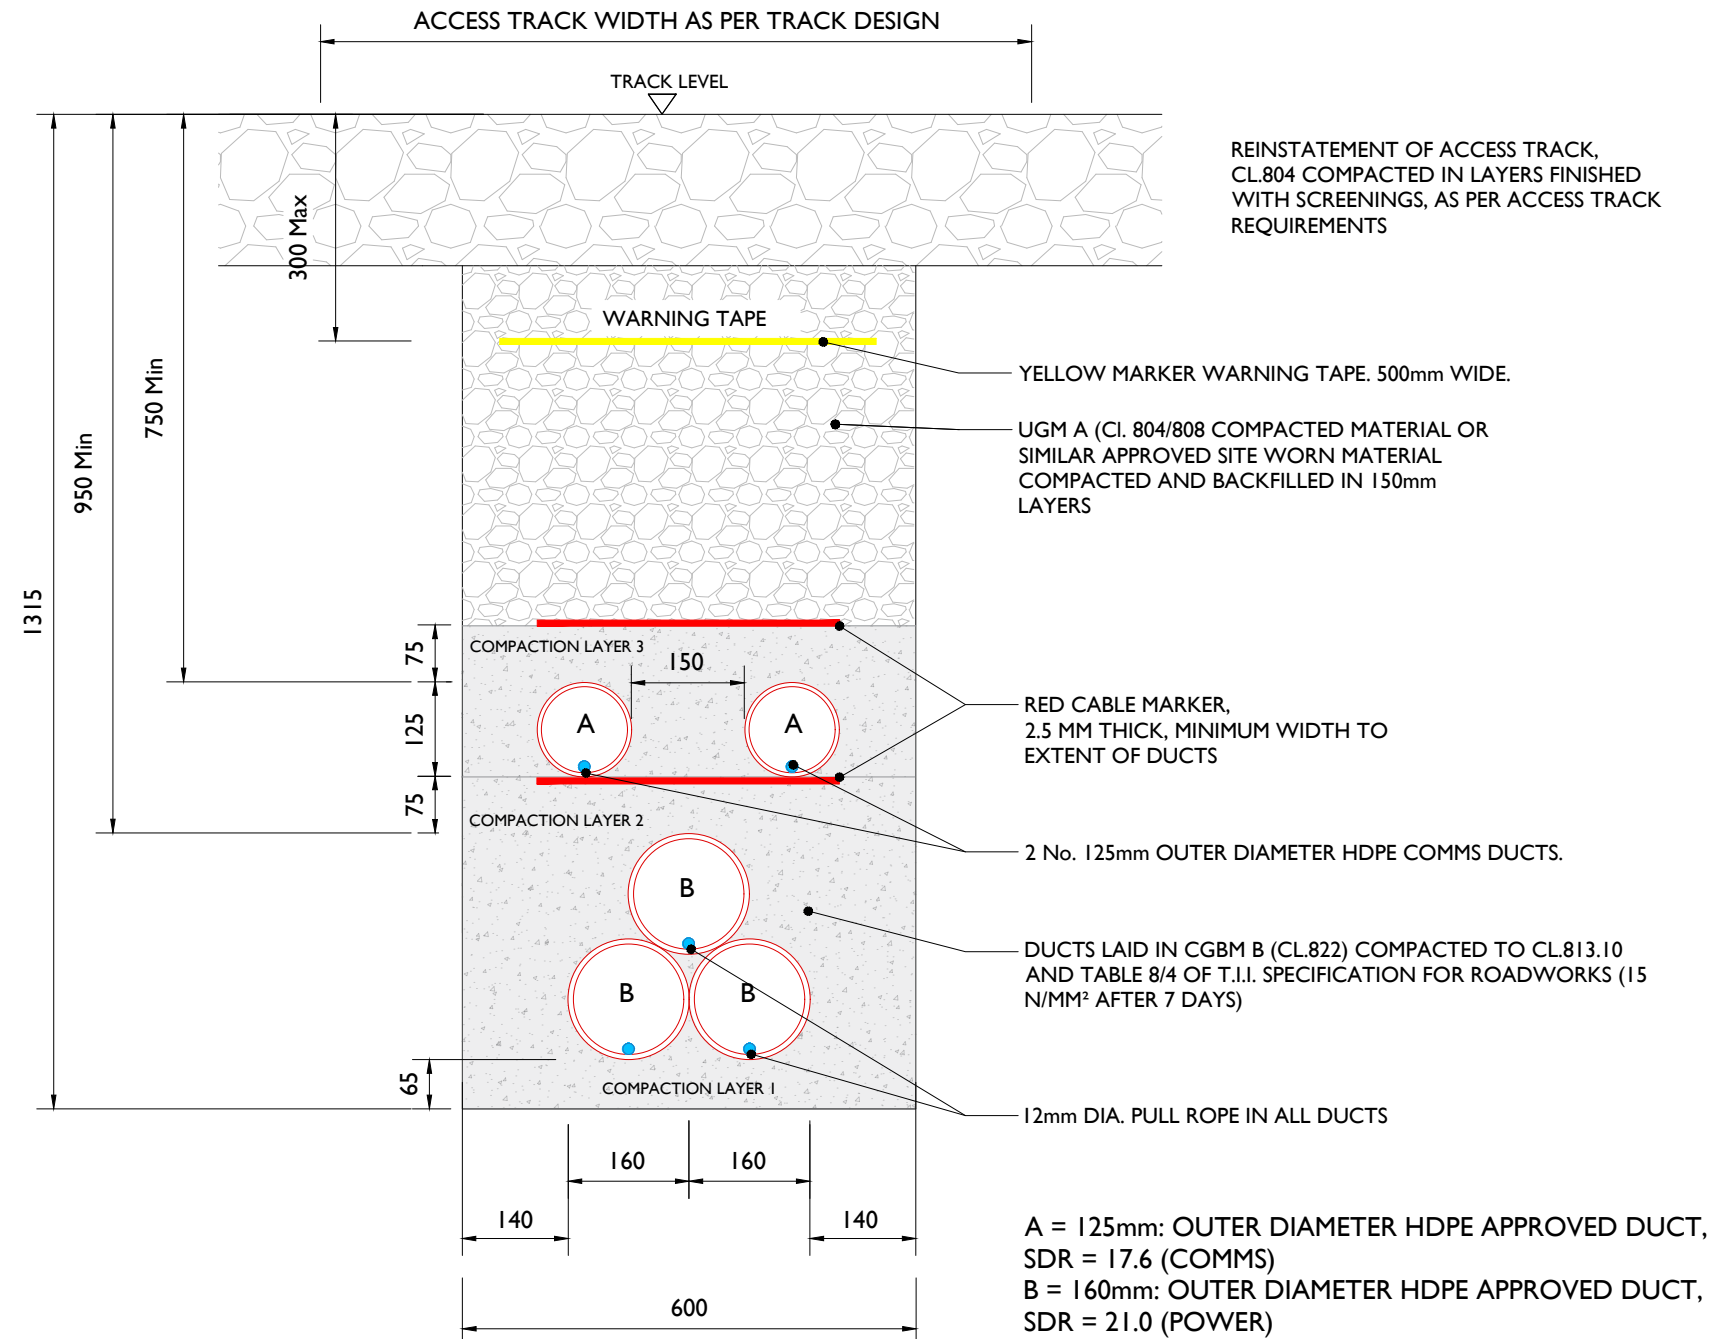 ACCESS TRACK WIDTH AS PER TRACK DESIGN
TRACK LEVEL
REINSTATEMENT OF ACCESS TRACK,
CL.804 COMPACTED IN LAYERS FINISHED
WITH SCREENINGS, AS PER ACCESS TRACK
REQUIREMENTS
300 Max
WARNING TAPE
YELLOW MARKER WARNING TAPE. 500mm WIDE.
750 Min
UGM A (Cl. 804/808 COMPACTED MATERIAL OR
SIMILAR APPROVED SITE WORN MATERIAL
COMPACTED AND BACKFILLED IN 150mm
LAYERS
950 Min
1315
75
COMPACTION LAYER 3
150
125
A
A
RED CABLE MARKER,
2.5 MM THICK, MINIMUM WIDTH TO
EXTENT OF DUCTS
75
COMPACTION LAYER 2
2 No. 125mm OUTER DIAMETER HDPE COMMS DUCTS.
B
B
B
DUCTS LAID IN CGBM B (CL.822) COMPACTED TO CL.813.10
AND TABLE 8/4 OF T.I.I. SPECIFICATION FOR ROADWORKS (15
N/MM² AFTER 7 DAYS)
65
COMPACTION LAYER 1
12mm DIA. PULL ROPE IN ALL DUCTS
160
160
140
140
600
A = 125mm: OUTER DIAMETER HDPE APPROVED DUCT,
SDR = 17.6 (COMMS)
B = 160mm: OUTER DIAMETER HDPE APPROVED DUCT,
SDR = 21.0 (POWER)